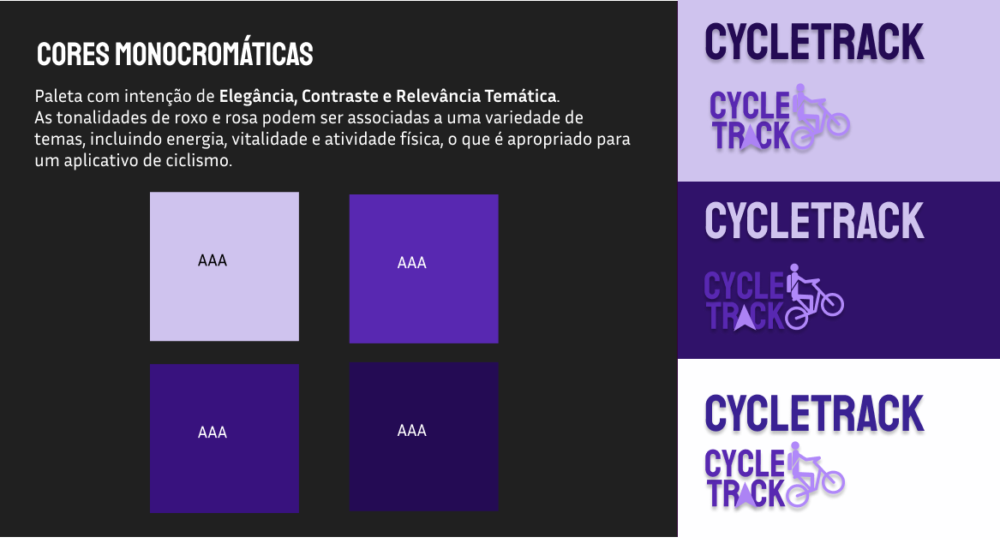 CORES MONOCROMÁTICAS
Paleta com intenção de Elegância, Contraste e Relevância Temática.
As tonalidades de roxo e rosa podem ser associadas a uma variedade de
temas, incluindo energia, vitalidade e atividade física, o que é apropriado para
um aplicativo de ciclismo.
AAA
AAA
AAA
AAA
CYCLETRACK
CYCLE
TRACK
CYCLETRACK
CYCLE
TRACK
CYCLETRACK
CYCLE
TRACK